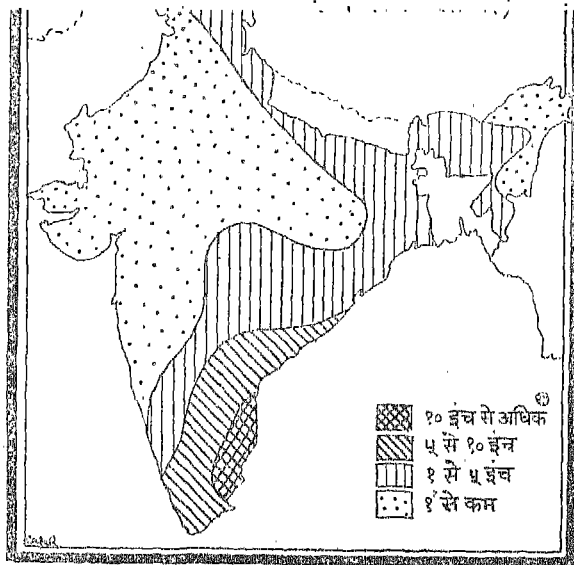 १० इंच से अधिक
५ से १० इंच
१ से ५ इंच
१" से कम